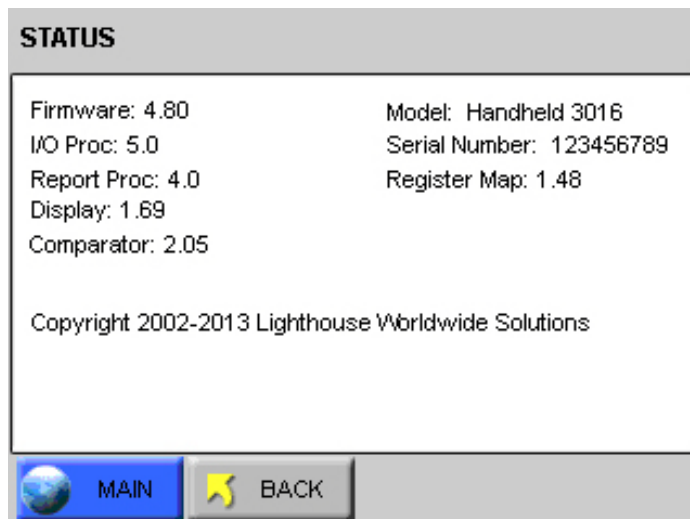 STATUS
Firmware: 4.80
I/O Proc: 5.0
Report Proc: 4.0
Display: 1.69
Comparator: 2.05
Model: Handheld 3016
Serial Number: 123456789
Register Map: 1.48
Copyright 2002-2013 Lighthouse Worldwide Solutions
MAIN
BACK